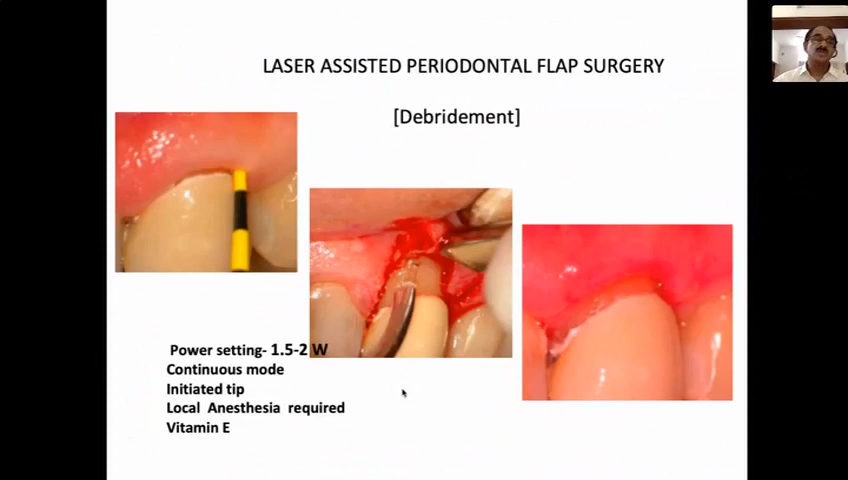 LASER ASSISTED PERIODONTAL FLAP SURGERY
[Debridement]
Power setting- 1.5-2 W
Continuous mode
Initiated tip
Local Anesthesia required
Vitamin E